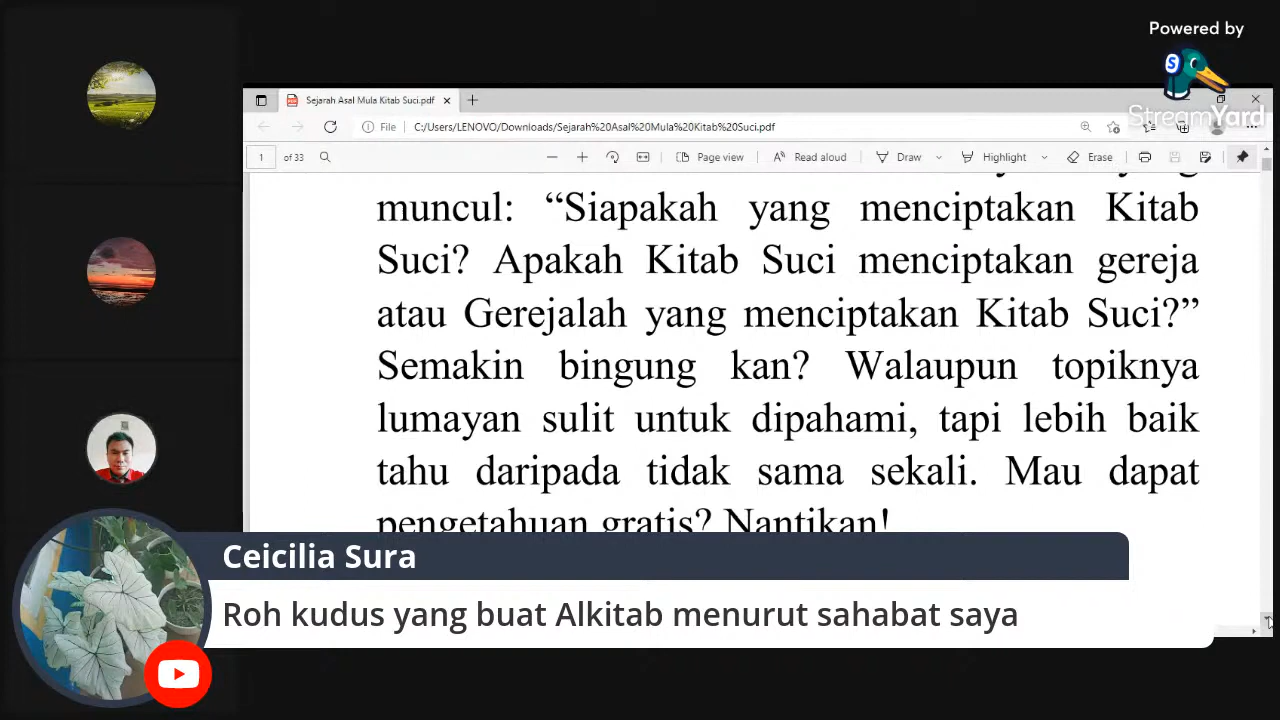 Powered by
StreamYard
Sejarah Asal Mula Kitab Suci.pdf
File C:/Users/LENOVO/Downloads/Sejarah%20Asal%20Mula%20Kitab%20Suci.pdf
1 of 33 Page view Read aloud Draw Highlight Erase
muncul: “Siapakah yang menciptakan Kitab
Suci? Apakah Kitab Suci menciptakan gereja
atau Gerejalah yang menciptakan Kitab Suci?”
Semakin bingung kan? Walaupun topiknya
lumayan sulit untuk dipahami, tapi lebih baik
tahu daripada tidak sama sekali. Mau dapat
pengetahuan gratis? Nantikan!
Ceicilia Sura
Roh kudus yang buat Alkitab menurut sahabat saya